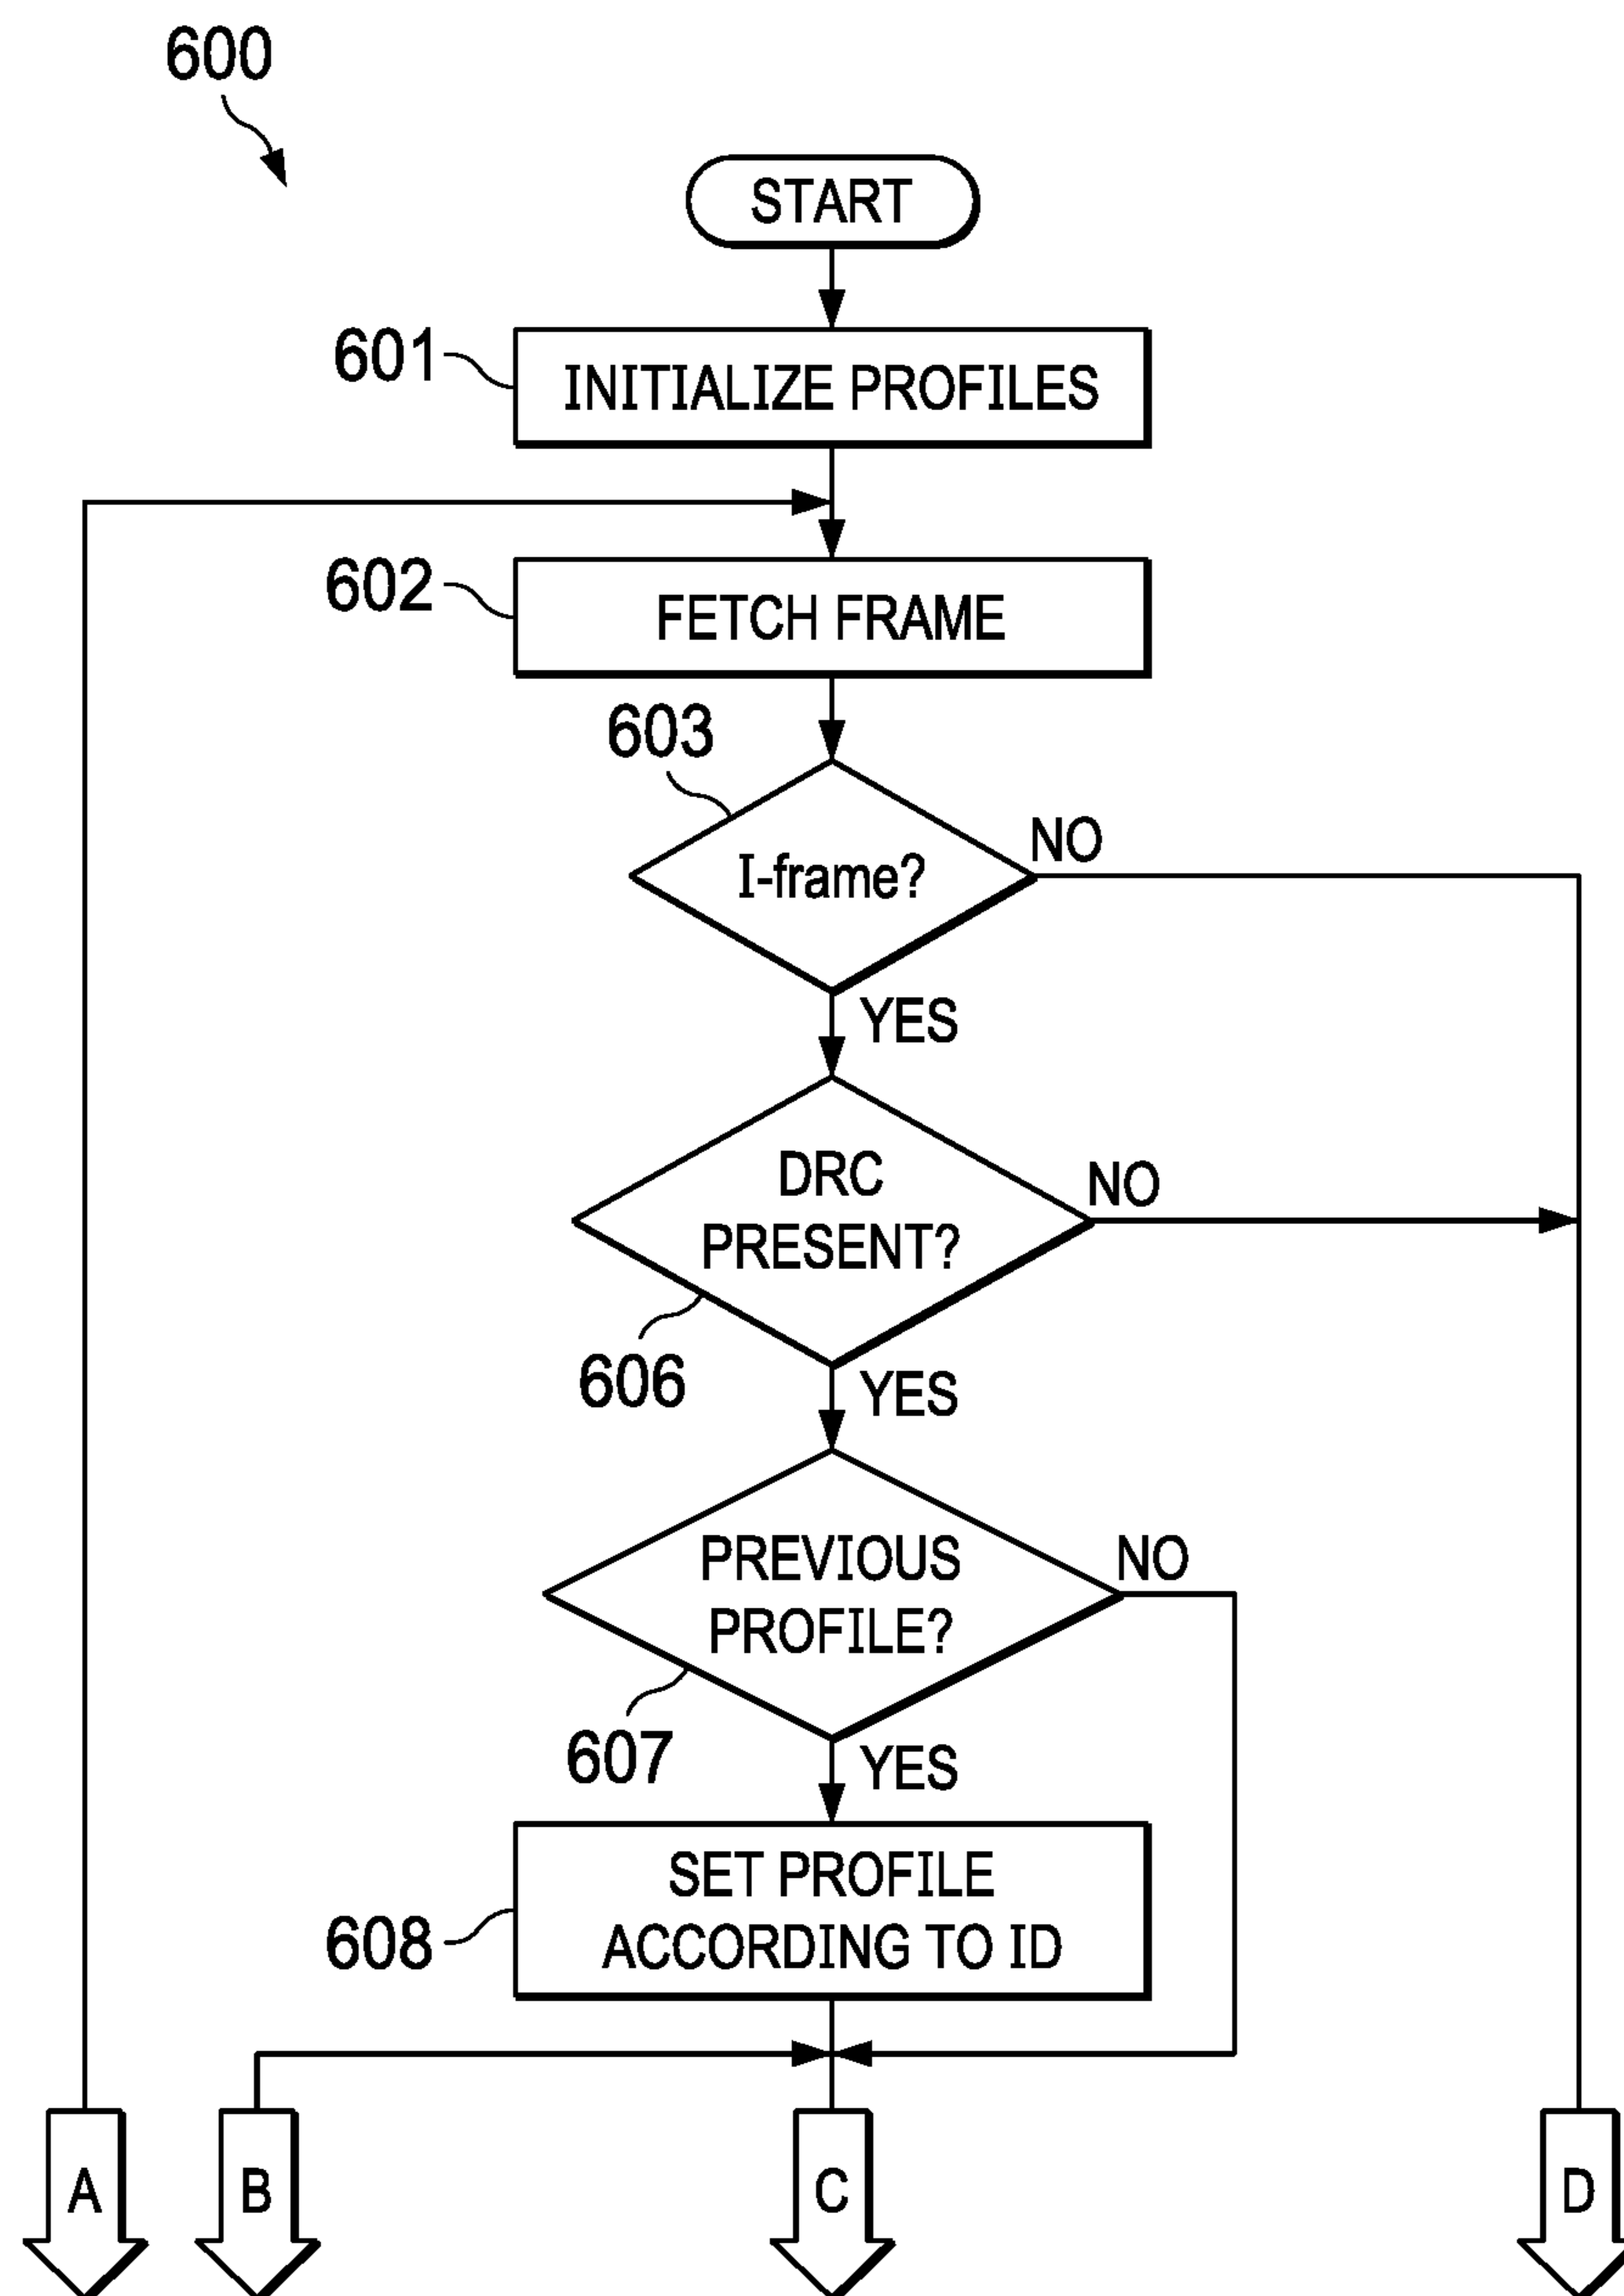 600
START
601
INITIALIZE PROFILES
602
FETCH FRAME
603
I-frame?
NO
YES
DRC
PRESENT?
NO
606
YES
PREVIOUS
PROFILE?
NO
607
YES
SET PROFILE
ACCORDING TO ID
608
A
B
C
D